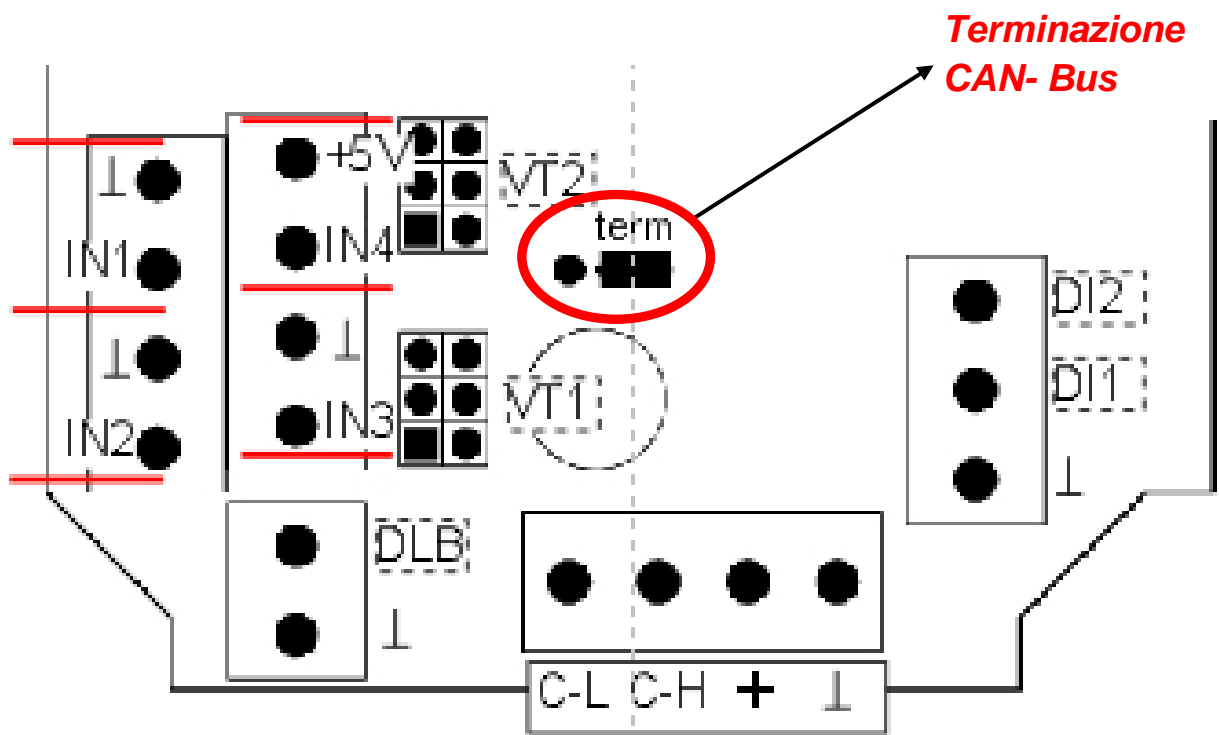 Terminazione
CAN- Bus
+5V
VT2
⊥
term
IN1
IN4
DI2
⊥
⊥
DI1
VT1
IN2
IN3
⊥
DLB
⊥
C-L C-H + ⊥